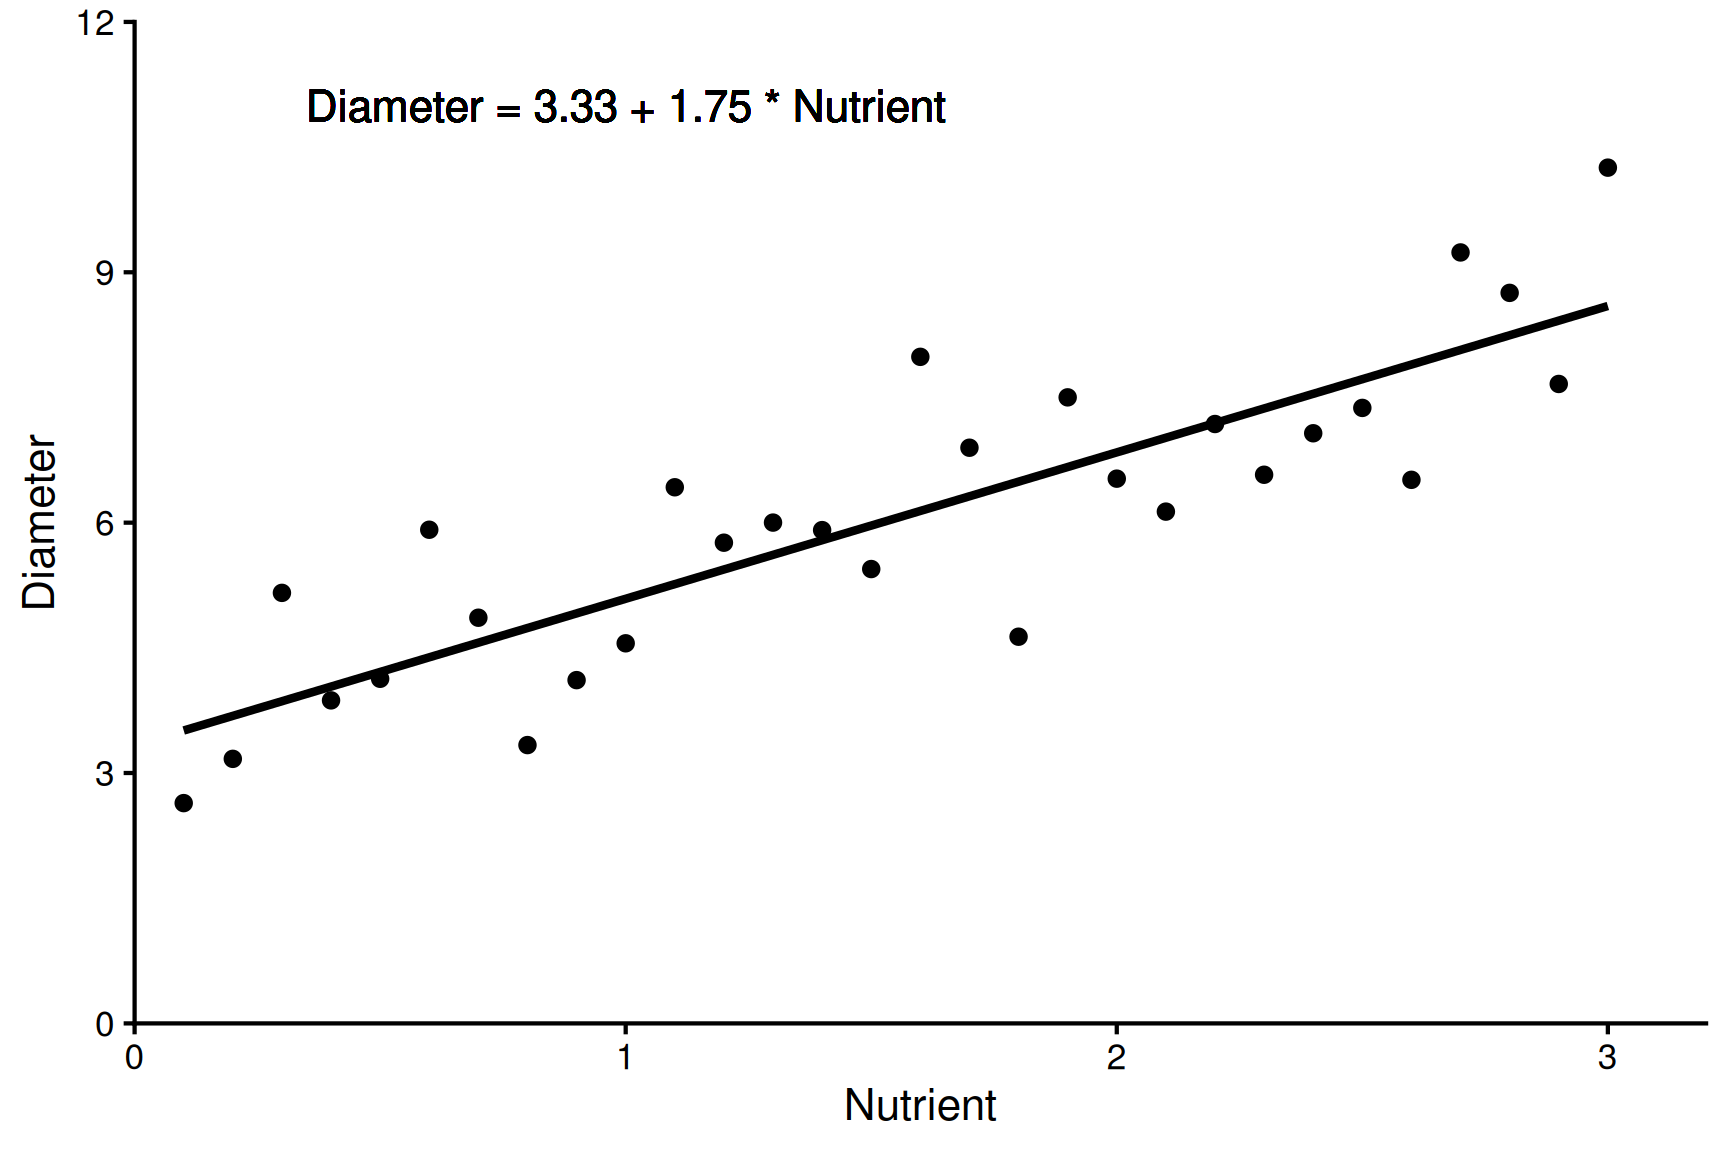 12
Diameter = 3.33 + 1.75 * Nutrient
9
6
3
0
Diameter
0 1 2 3
Nutrient